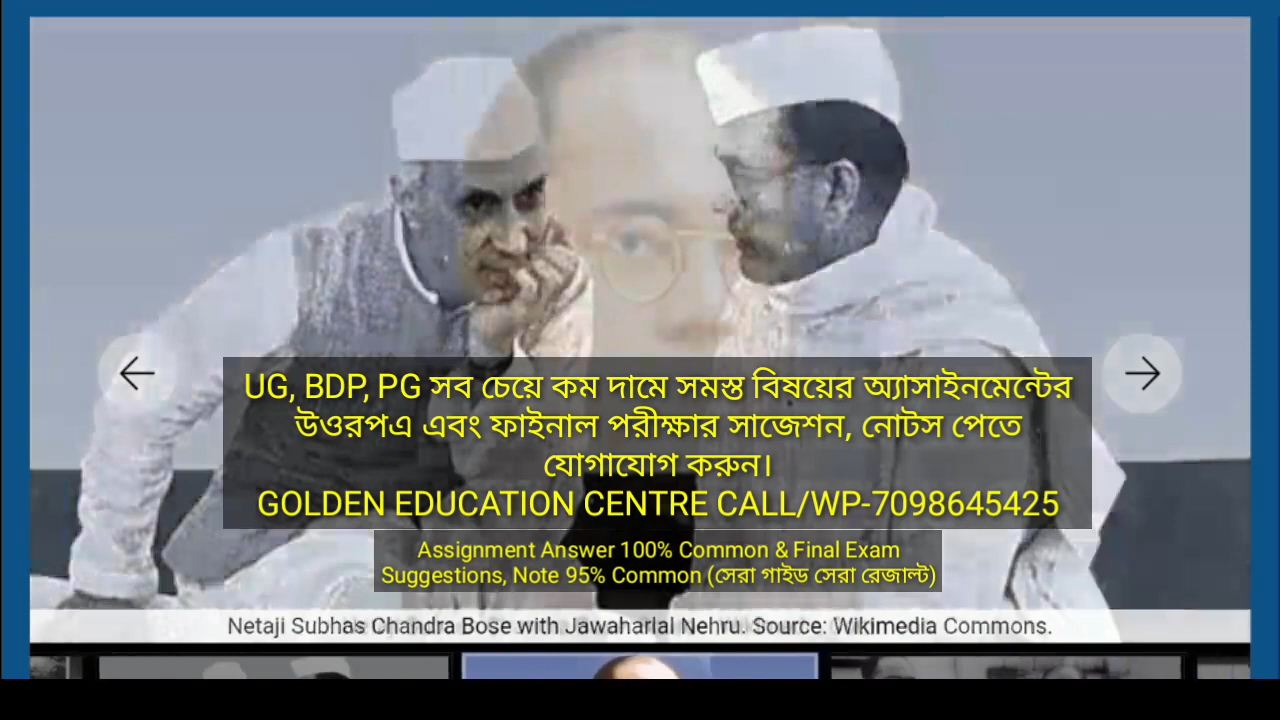 UG, BDP, PG সব চেয়ে কম দামে সমস্ত বিষয়ের অ্যাসাইনমেন্টের
উওরপএ এবং ফাইনাল পরীক্ষার সাজেশন, নোটস পেতে
যোগাযোগ করুন।
GOLDEN EDUCATION CENTRE CALL/WP-7098645425
Assignment Answer 100% Common & Final Exam
Suggestions, Note 95% Common (সেরা গাইড সেরা রেজাল্ট)
Netaji Subhas Chandra Bose with Jawaharlal Nehru. Source: Wikimedia Commons.